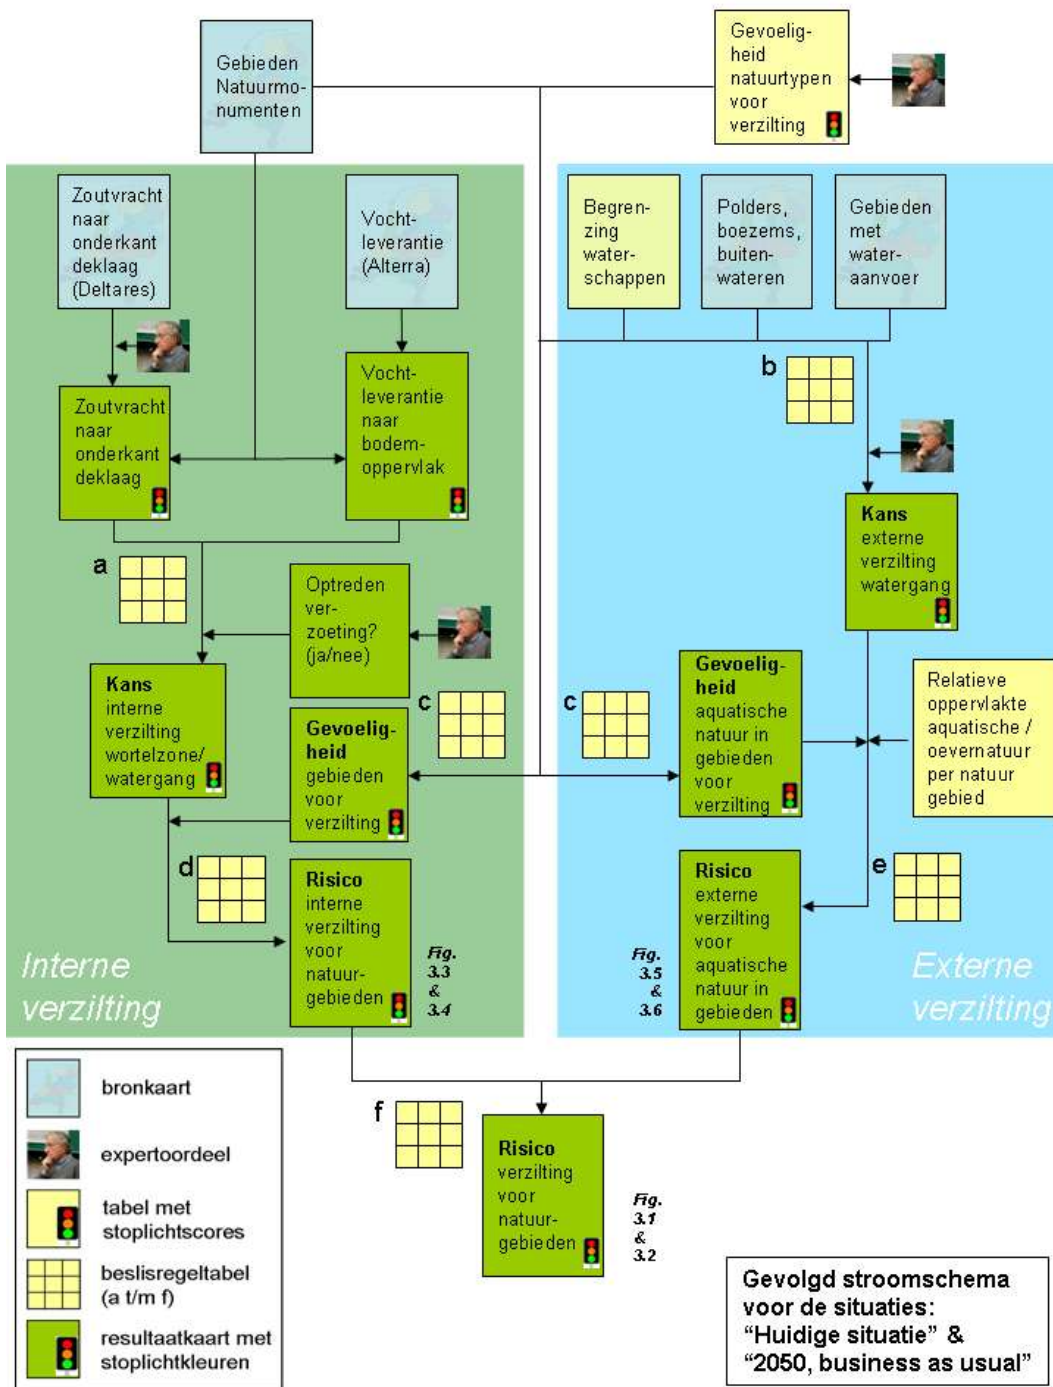 Gebieden
Natuurmo-
numenten
Gevoelig-
heid
natuurtypen
voor
verzilting
Zoutvracht
naar
onderkant
deklaag
(Deltares)
Vocht-
leverantie
(Alterra)
Begren-
zing
water-
schappen
Polders,
boezems,
buiten-
wateren
Gebieden
met
water-
aanvoer
Zoutvracht
naar
onderkant
deklaag
Vocht-
leverantie
naar
bodem-
oppervlak
b
Kans
externe
verzilting
watergang
a
Optreden
ver-
zoeting?
(ja/nee)
Kans
interne
verzilting
wortelzone/
watergang
c
Gevoelig-
heid
gebieden
voor
verzilting
c
Gevoelig-
heid
aquatische
natuur in
gebieden
voor
verzilting
Relatieve
oppervlakte
aquatische /
oevernatuur
per natuur
gebied
d
Risico
interne
verzilting
voor
natuur-
gebieden
Fig.
3.3
&
3.4
Fig.
3.5
&
3.6
Risico
externe
verzilting
voor
aquatische
natuur in
gebieden
e
Interne
verzilting
Externe
verzilting
bronkaart
expertoordeel
tabel met
stoplichtscores
beslisregeltabel
(a t/m f)
resultaatkaart met
stoplichtkleuren
f
Risico
verzilting
voor
natuur-
gebieden
Fig.
3.1
&
3.2
Gevolgd stroomschema
voor de situaties:
"Huidige situatie" &
"2050, business as usual"